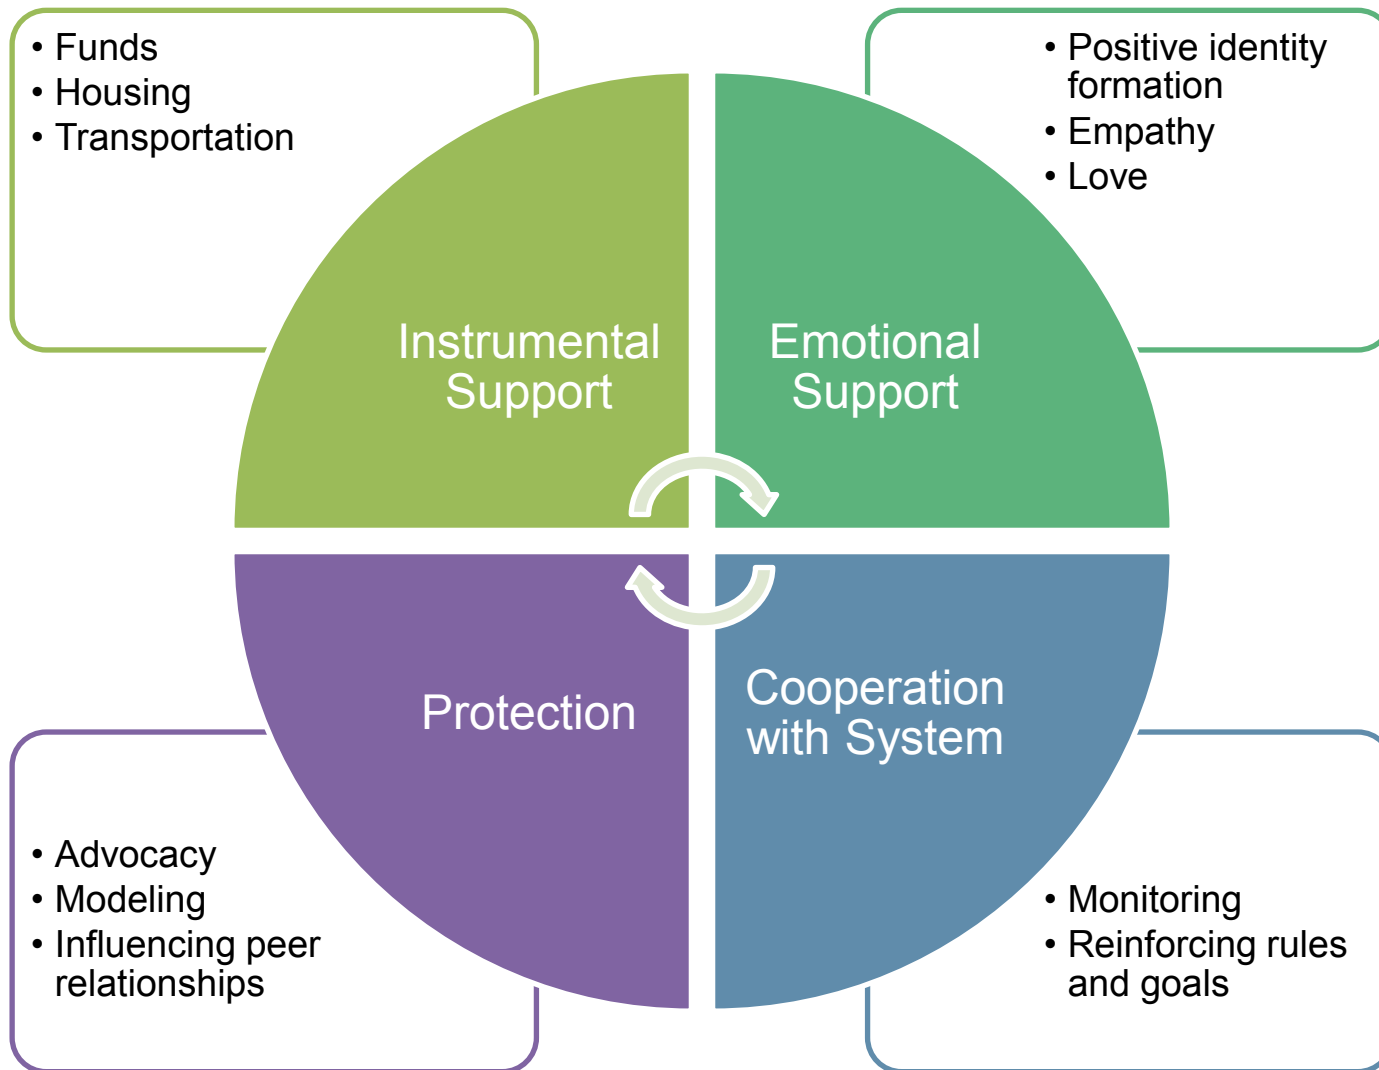 • Funds
• Housing
• Transportation
• Positive identity
formation
• Empathy
• Love
Instrumental
Support
Emotional
Support
Protection
Cooperation
with System
• Advocacy
• Modeling
• Influencing peer
relationships
• Monitoring
• Reinforcing rules
and goals